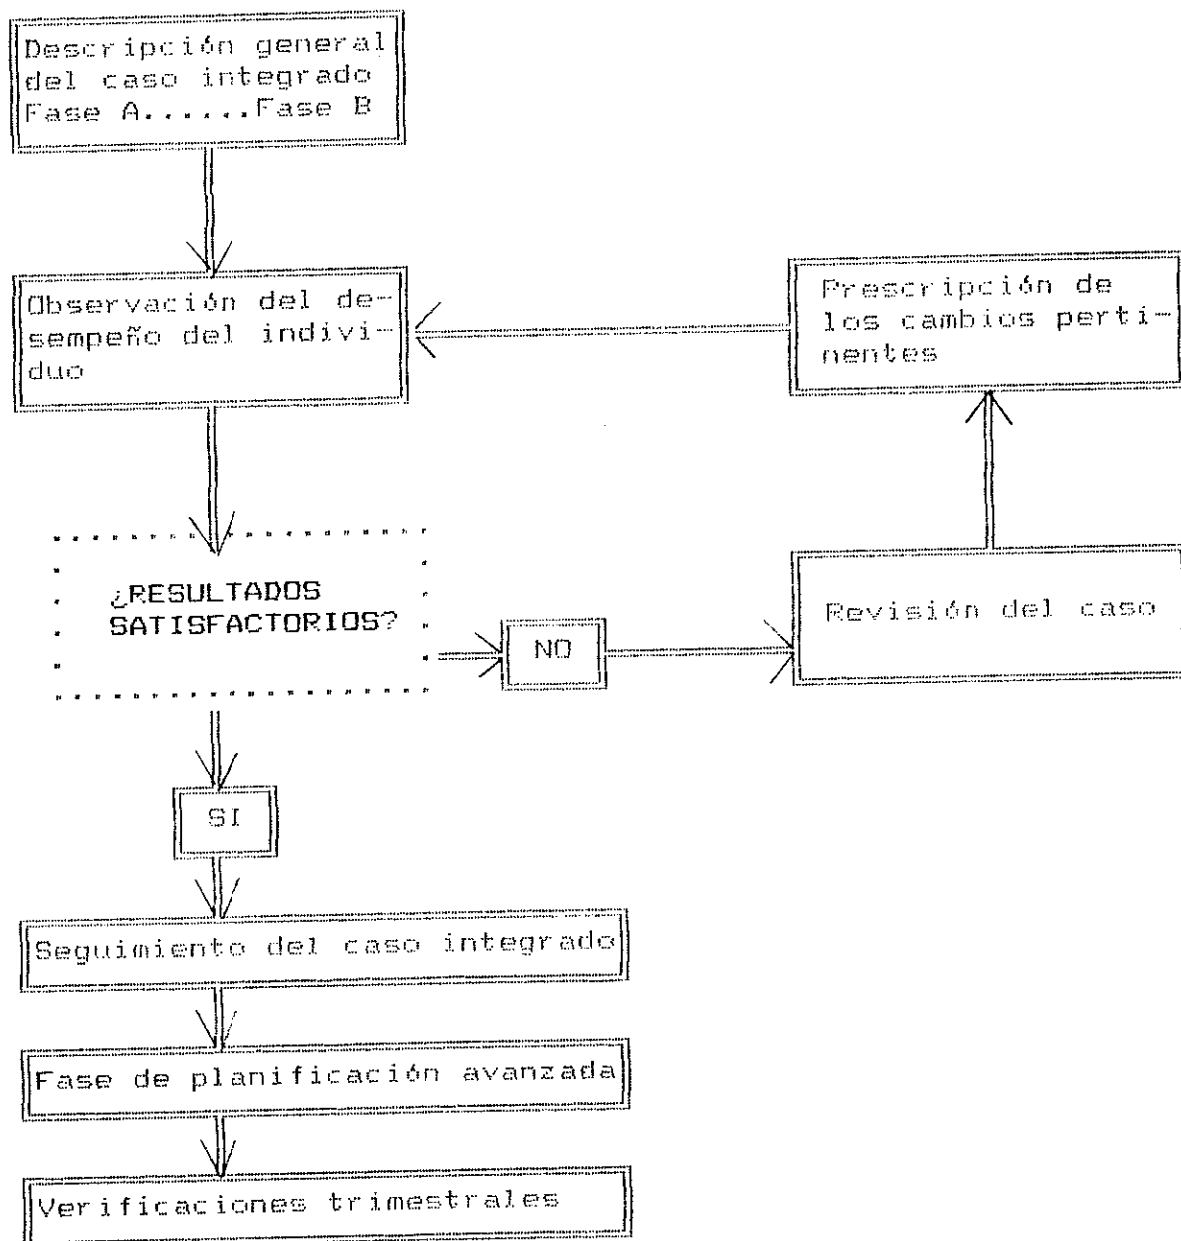 Descripción general
del caso integrado
Fase A......Fase B
Observación del de-
sempeño del indivi-
duo
Prescripción de
los cambios perti-
nentes
¿RESULTADOS
SATISFACTORIOS?
NO
Revisión del caso
SI
Seguimiento del caso integrado
Fase de planificación avanzada
Verificaciones trimestrales